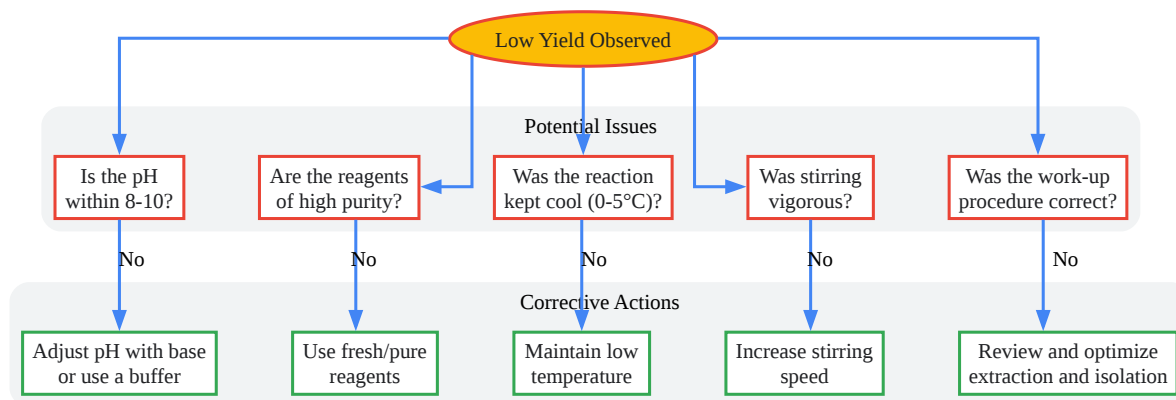 Low Yield Observed
Potential Issues
Is the pH
within 8-10?
Are the reagents
of high purity?
Was the reaction
kept cool (0-5°C)?
Was stirring
vigorous?
Was the work-up
procedure correct?
No
No
No
No
No
Corrective Actions
Adjust pH with base
or use a buffer
Use fresh/pure
reagents
Maintain low
temperature
Increase stirring
speed
Review and optimize
extraction and isolation